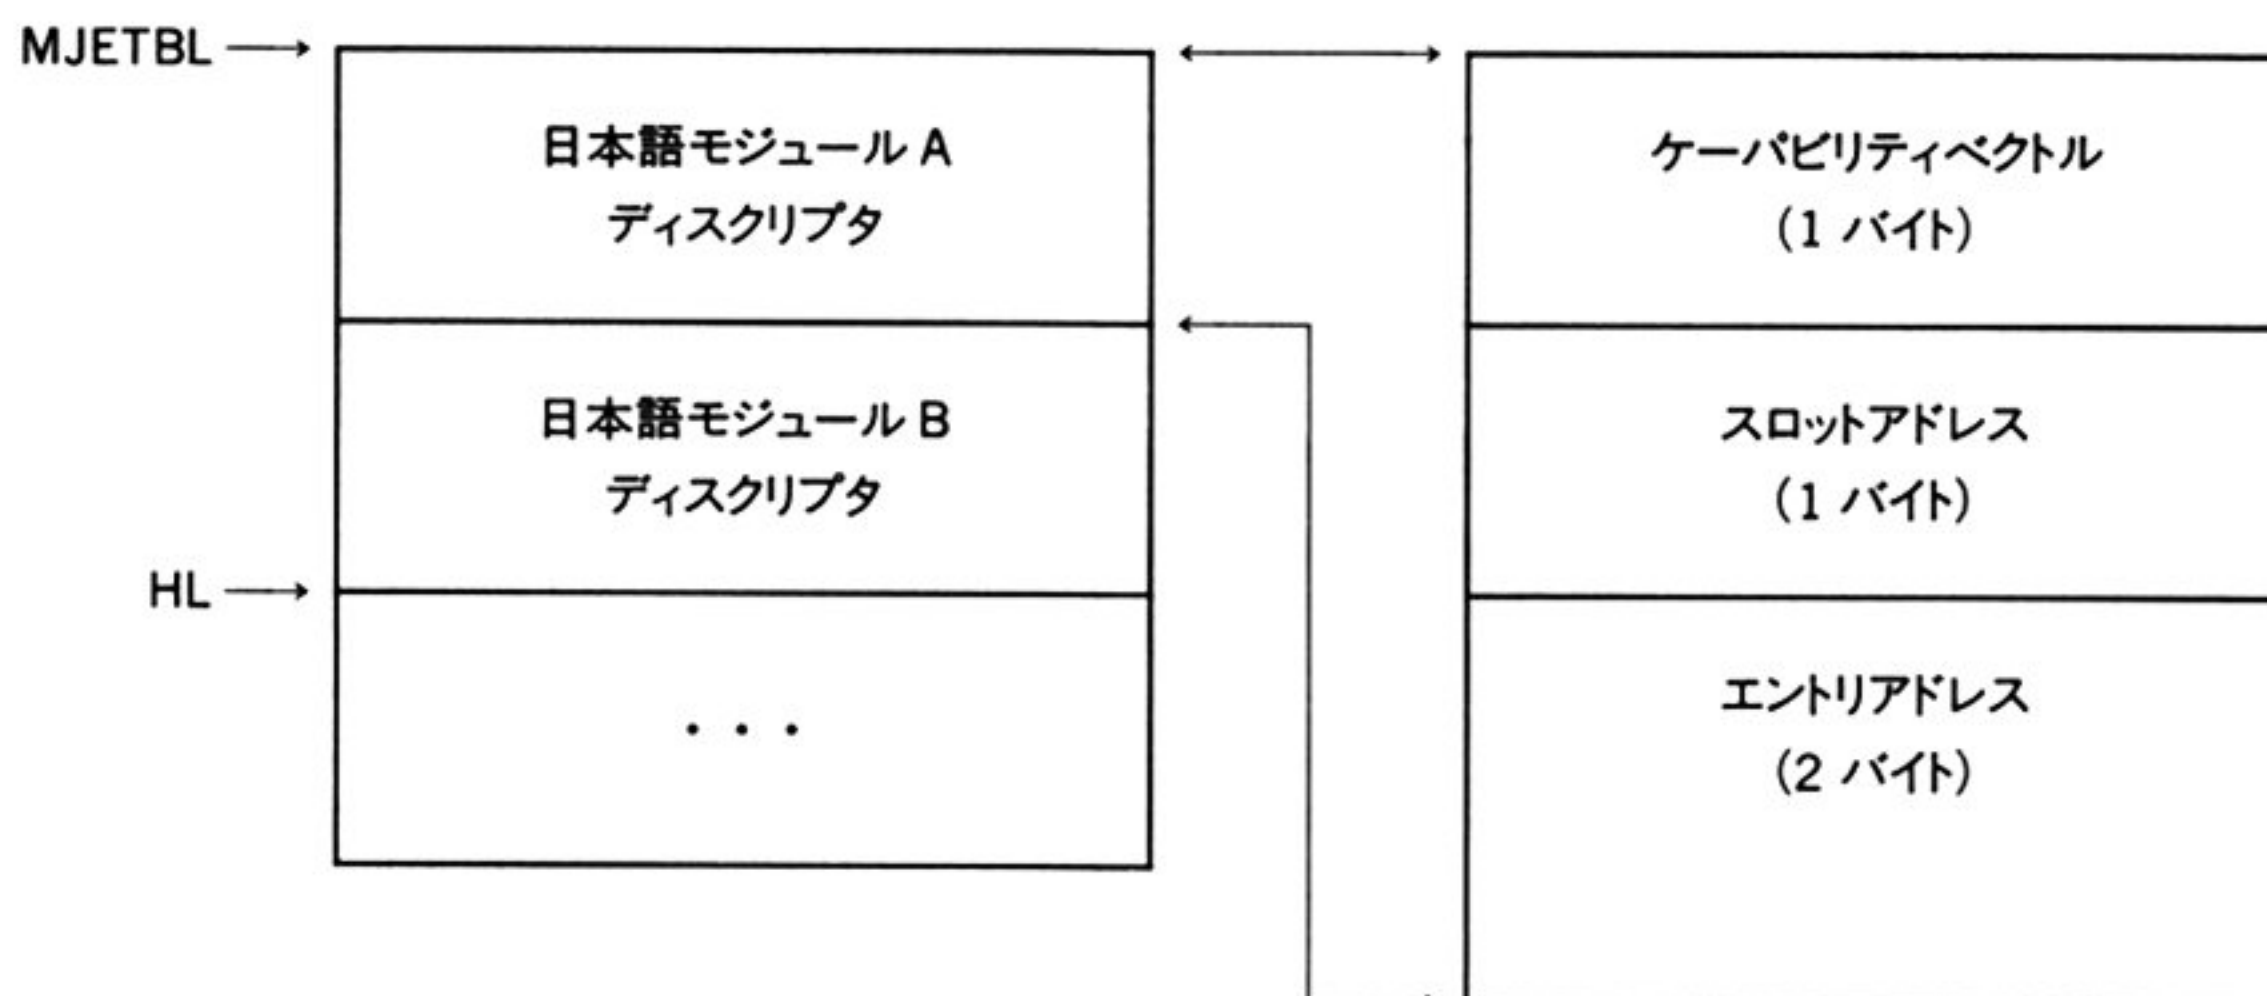 MJETBL
日本語モジュール A
ディスクリプタ
日本語モジュール B
ディスクリプタ
HL
・・・
ケーパビリティベクトル
(1 バイト)
スロットアドレス
(1 バイト)
エントリアドレス
(2 バイト)